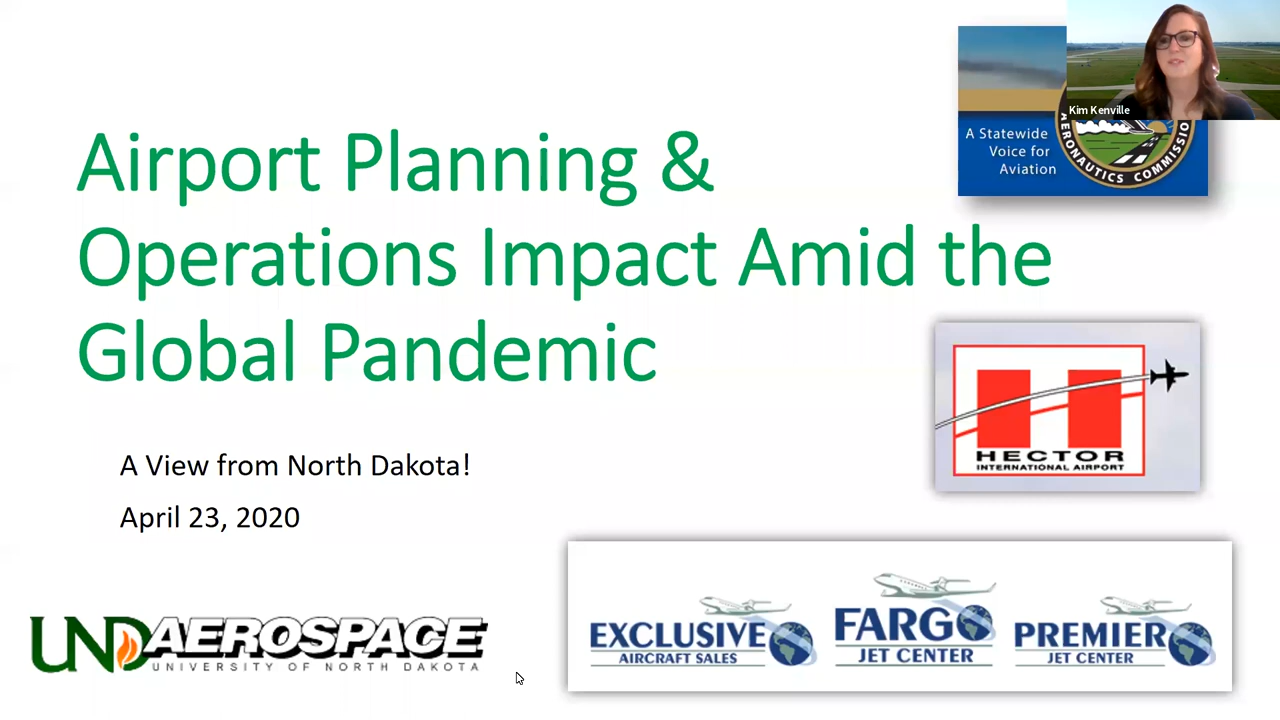 Kim Kenville
A Statewide
Voice for
Aviation
AERONAUTICS COMMISSIO
Airport Planning &
Operations Impact Amid the
Global Pandemic
HECTOR
INTERNATIONAL AIRPORT
A View from North Dakota!
April 23, 2020
UND AEROSPACE
UNIVERSITY OF NORTH DAKOTA
EXCLUSIVE
AIRCRAFT SALES
FARGO
JET CENTER
PREMIER
JET CENTER